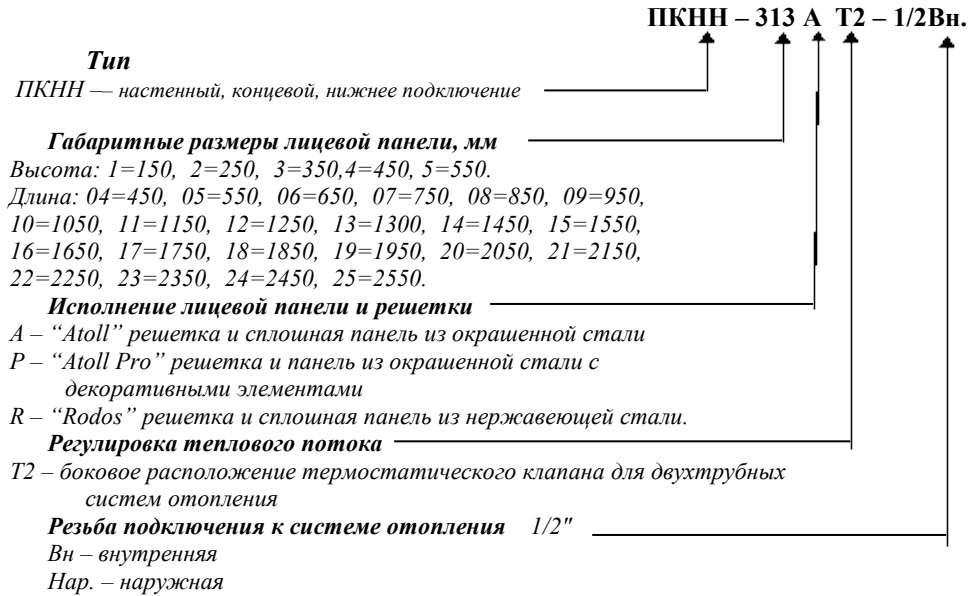 ПКНН – 313 А Т2 – 1/2Вн.
Тип
ПКНН –– настенный, концевой, нижнее подключение
Габаритные размеры лицевой панели, мм
Высота: 1=150, 2=250, 3=350,4=450, 5=550.
Длина: 04=450, 05=550, 06=650, 07=750, 08=850, 09=950,
10=1050, 11=1150, 12=1250, 13=1300, 14=1450, 15=1550,
16=1650, 17=1750, 18=1850, 19=1950, 20=2050, 21=2150,
22=2250, 23=2350, 24=2450, 25=2550.
Исполнение лицевой панели и решетки
А – “Atoll” решетка и сплошная панель из окрашенной стали
Р – “Atoll Pro” решетка и панель из окрашенной стали с
декоративными элементами
R – “Rodos” решетка и сплошная панель из нержавеющей стали.
Регулировка теплового потока
Т2 – боковое расположение термостатического клапана для двухтрубных
систем отопления
Резьба подключения к системе отопления 1/2"
Вн – внутренняя
Нар. – наружная